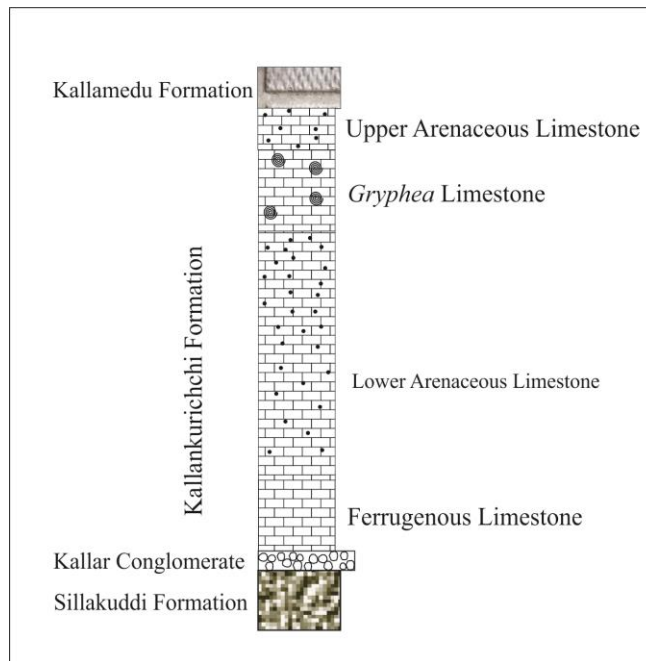 Kallamedu Formation
Upper Arenaceous Limestone
Gryphea Limestone
Kallankurichchi Formation
Lower Arenaceous Limestone
Ferrugenous Limestone
Kallar Conglomerate
Sillakuddi Formation